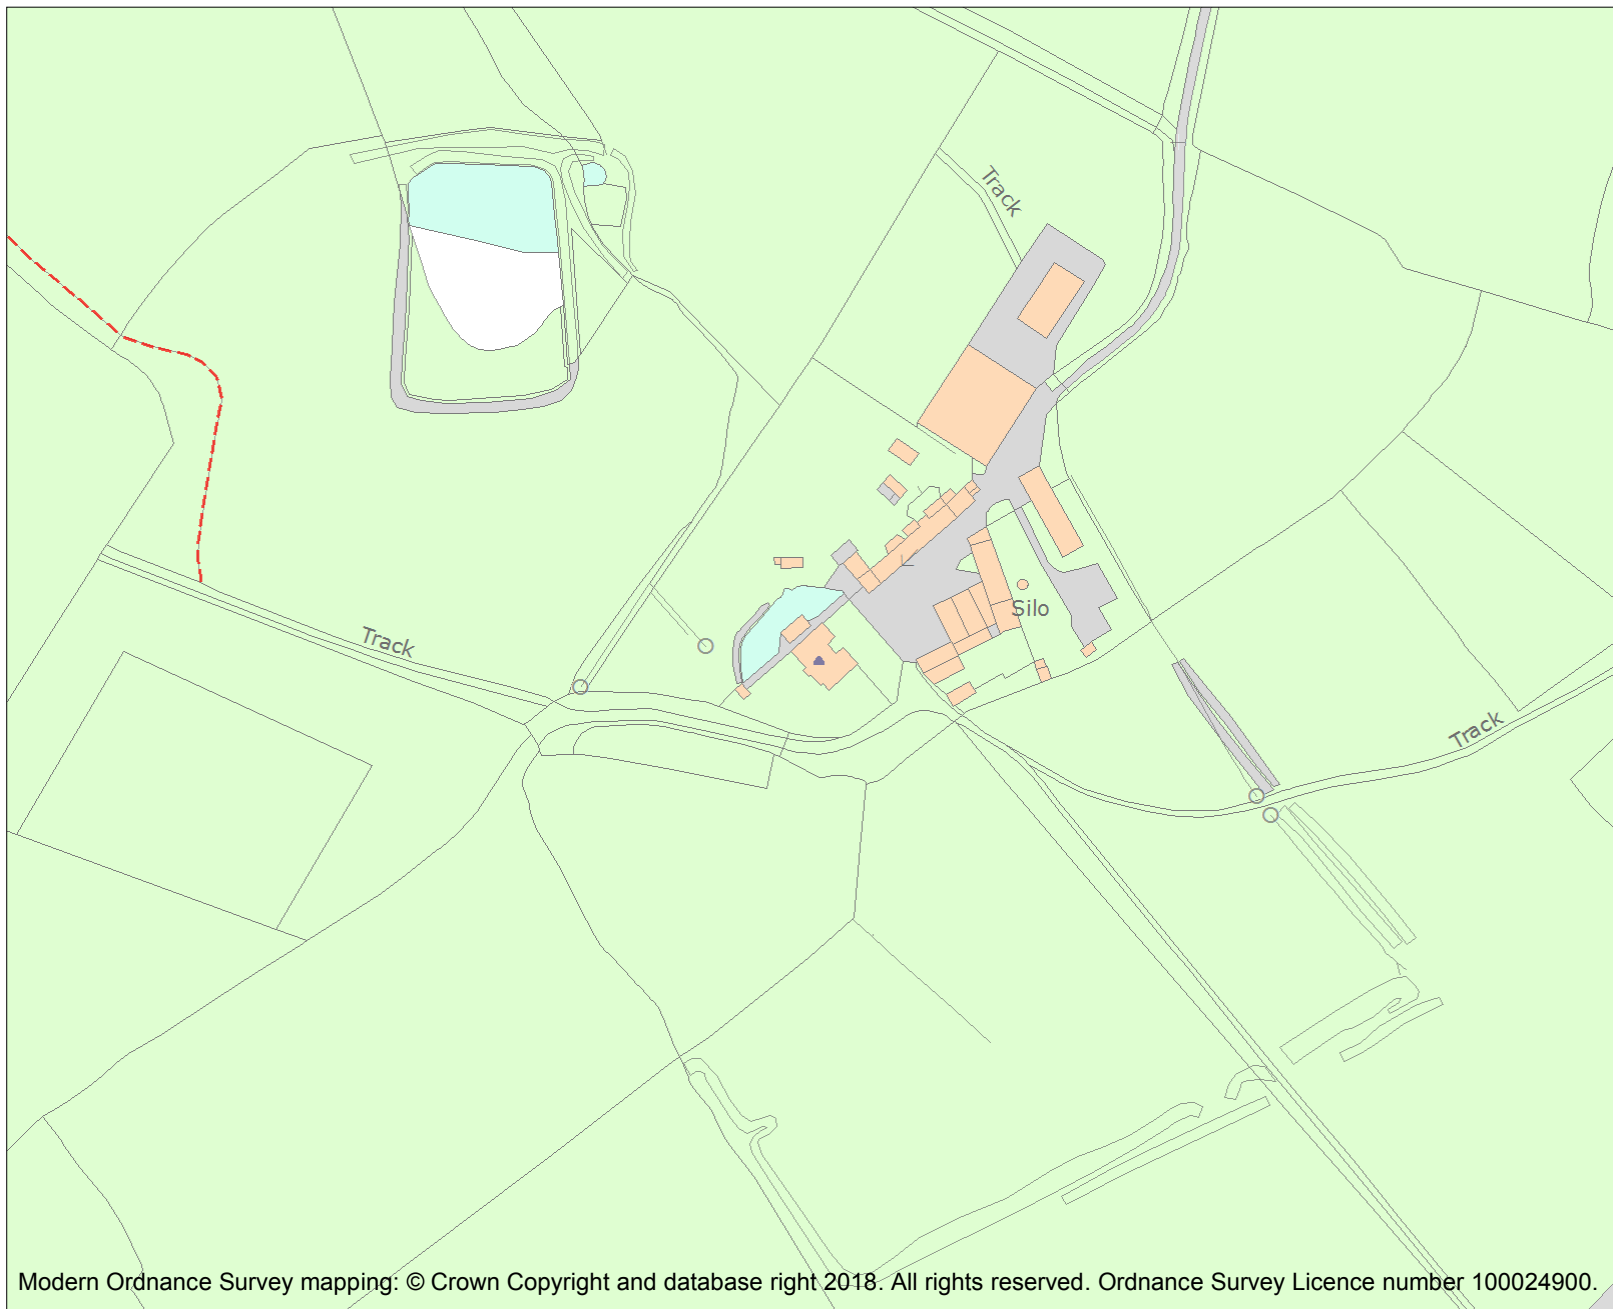 Track
Silo
Track
Track
Modern Ordnance Survey mapping: © Crown Copyright and database right 2018. All rights reserved. Ordnance Survey Licence number 100024900.